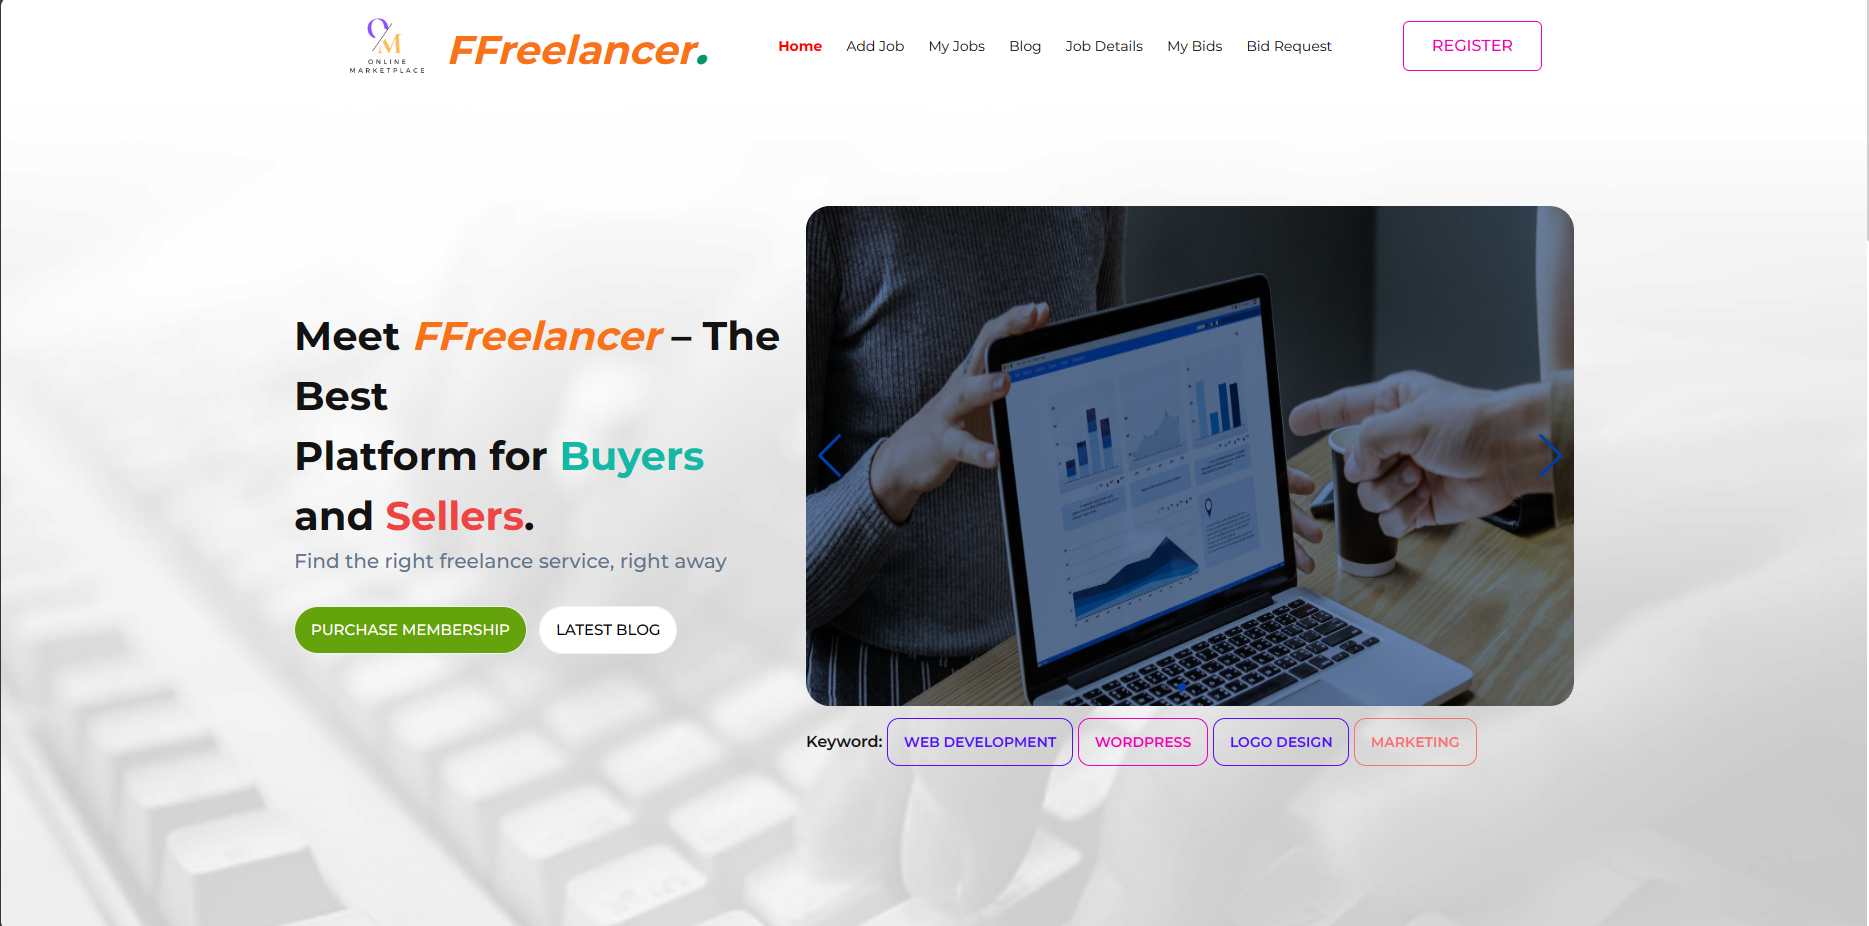 OM
ONLINE
MARKETPLACE
FFreelancer.
Home Add Job My Jobs Blog Job Details My Bids Bid Request
REGISTER
Meet FFreelancer – The
Best
Platform for Buyers
and Sellers.
Find the right freelance service, right away
PURCHASE MEMBERSHIP LATEST BLOG
Keyword: WEB DEVELOPMENT WORDPRESS LOGO DESIGN MARKETING